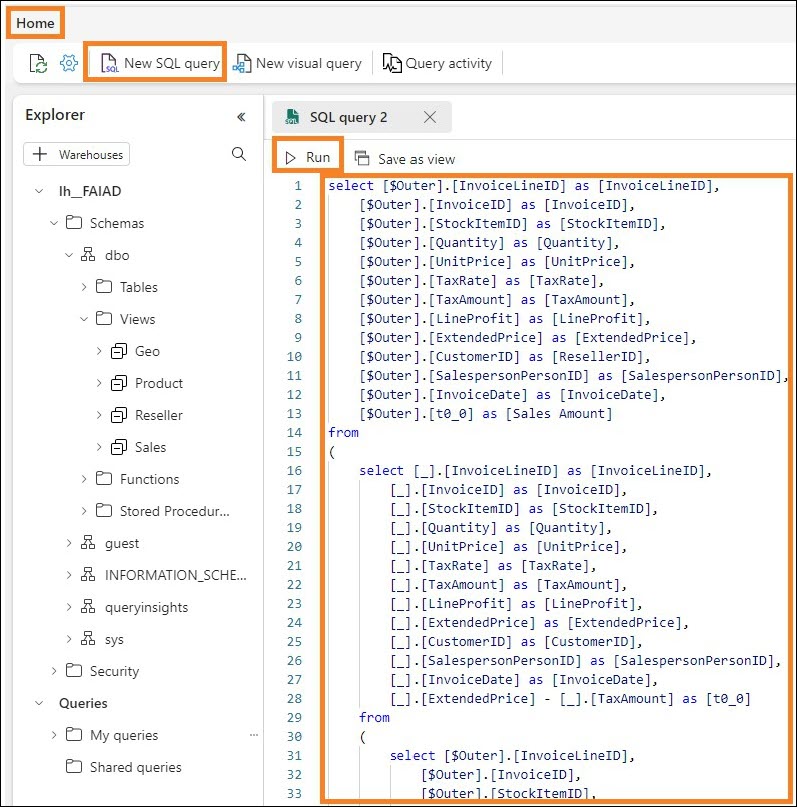 Home
New SQL query
New visual query
Query activity
Explorer
«
SQL query 2
+ Warehouses
Run
Save as view
lh__FAIAD
Schemas
dbo
Tables
Views
Geo
Product
Reseller
Sales
Functions
Stored Procedur...
guest
INFORMATION_SCHE...
queryinsights
sys
Security
Queries
My queries
...
Shared queries
1 select [$Outer].[InvoiceLineID] as [InvoiceLineID],
2 [$Outer].[InvoiceID] as [InvoiceID],
3 [$Outer].[StockItemID] as [StockItemID],
4 [$Outer].[Quantity] as [Quantity],
5 [$Outer].[UnitPrice] as [UnitPrice],
6 [$Outer].[TaxRate] as [TaxRate],
7 [$Outer].[TaxAmount] as [TaxAmount],
8 [$Outer].[LineProfit] as [LineProfit],
9 [$Outer].[ExtendedPrice] as [ExtendedPrice],
10 [$Outer].[CustomerID] as [ResellerID],
11 [$Outer].[SalespersonPersonID] as [SalespersonPersonID],
12 [$Outer].[InvoiceDate] as [InvoiceDate],
13 [$Outer].[t0_0] as [Sales Amount]
14 from
15 (
16 select [_].[InvoiceLineID] as [InvoiceLineID],
17 [_].[InvoiceID] as [InvoiceID],
18 [_].[StockItemID] as [StockItemID],
19 [_].[Quantity] as [Quantity],
20 [_].[UnitPrice] as [UnitPrice],
21 [_].[TaxRate] as [TaxRate],
22 [_].[TaxAmount] as [TaxAmount],
23 [_].[LineProfit] as [LineProfit],
24 [_].[ExtendedPrice] as [ExtendedPrice],
25 [_].[CustomerID] as [CustomerID],
26 [_].[SalespersonPersonID] as [SalespersonPersonID],
27 [_].[InvoiceDate] as [InvoiceDate],
28 [_].[ExtendedPrice] - [_].[TaxAmount] as [t0_0]
29 from
30 (
31 select [$Outer].[InvoiceLineID],
32 [$Outer].[InvoiceID],
33 [$Outer].[StockItemID],